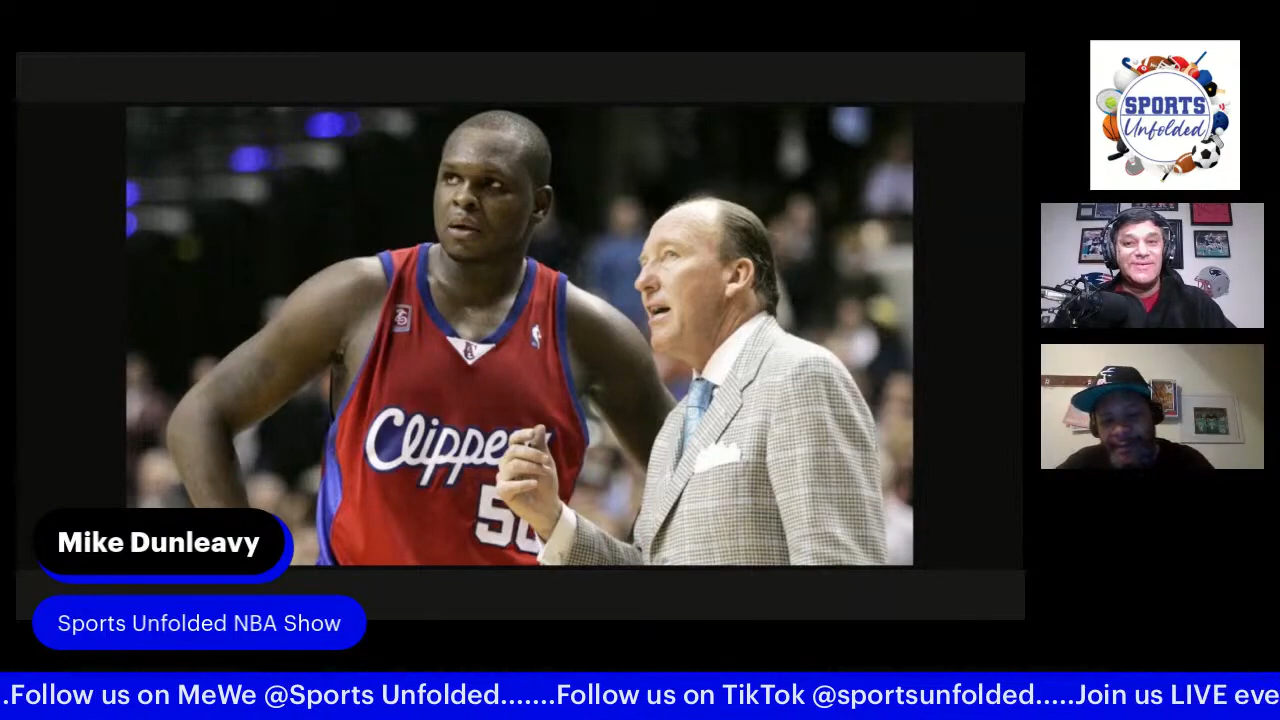 SPORTS
Unfolded
Clippers
50
Mike Dunleavy
Sports Unfolded NBA Show
.Follow us on MeWe @Sports Unfolded.......Follow us on TikTok @sportsunfolded.....Join us LIVE eve